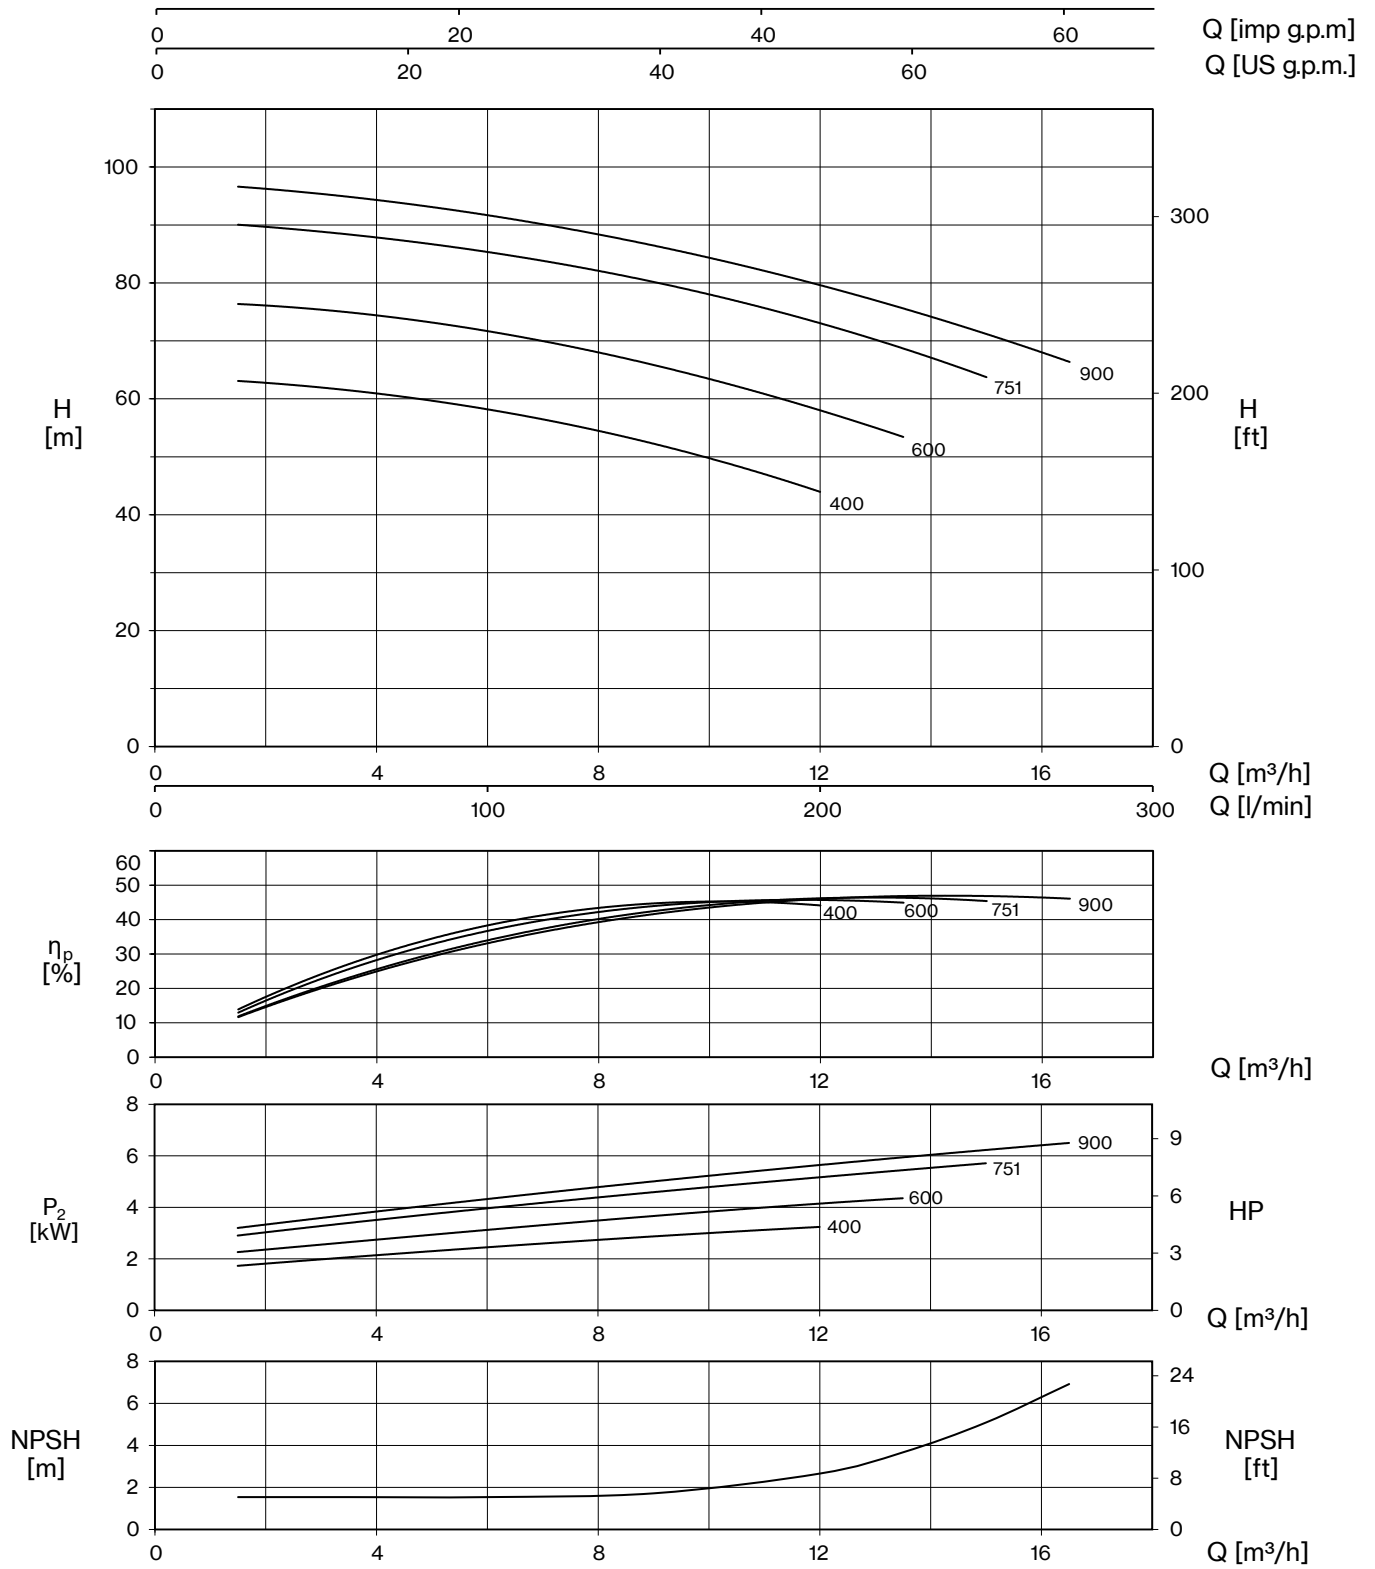 0 20 40 60 Q [imp g.p.m]
0 20 40 60 Q [US g.p.m.]
100
80
60
40
20
0
H
[m]
300
200
100
0
H
[ft]
900
751
600
400
0 4 8 12 16 Q [m³/h]
0 100 200 300 Q [l/min]
60
50
40
30
20
10
0
ηp
[%]
400 600 751 900
0 4 8 12 16 Q [m³/h]
8
6
4
2
0
P2
[kW]
900
751
600
400
9
6
3
0
HP
0 4 8 12 16 Q [m³/h]
8
6
4
2
0
NPSH
[m]
24
16
8
0
NPSH
[ft]
0 4 8 12 16 Q [m³/h]